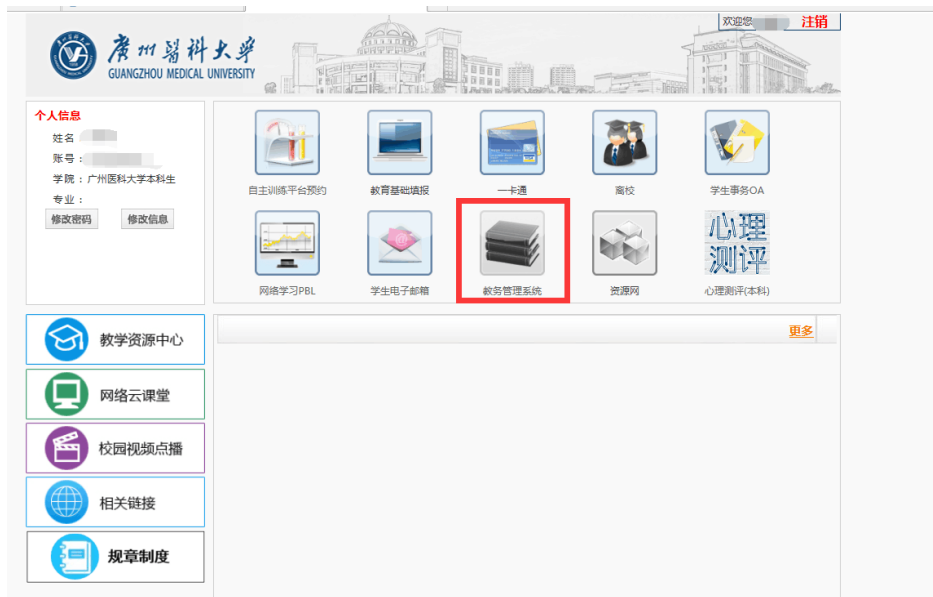 欢迎您 注销
廣州醫科大學
GUANGZHOU MEDICAL UNIVERSITY
个人信息
姓名
账号：
学院：广州医科大学本科生
专业：
修改密码 修改信息
自主训练平台预约 教育基础填报 一卡通 离校 学生事务OA
心理
测评
网络学习PBL 学生电子邮箱 教务管理系统 资源网 心理测评(本科)
更多
教学资源中心
网络云课堂
校园视频点播
相关链接
规章制度